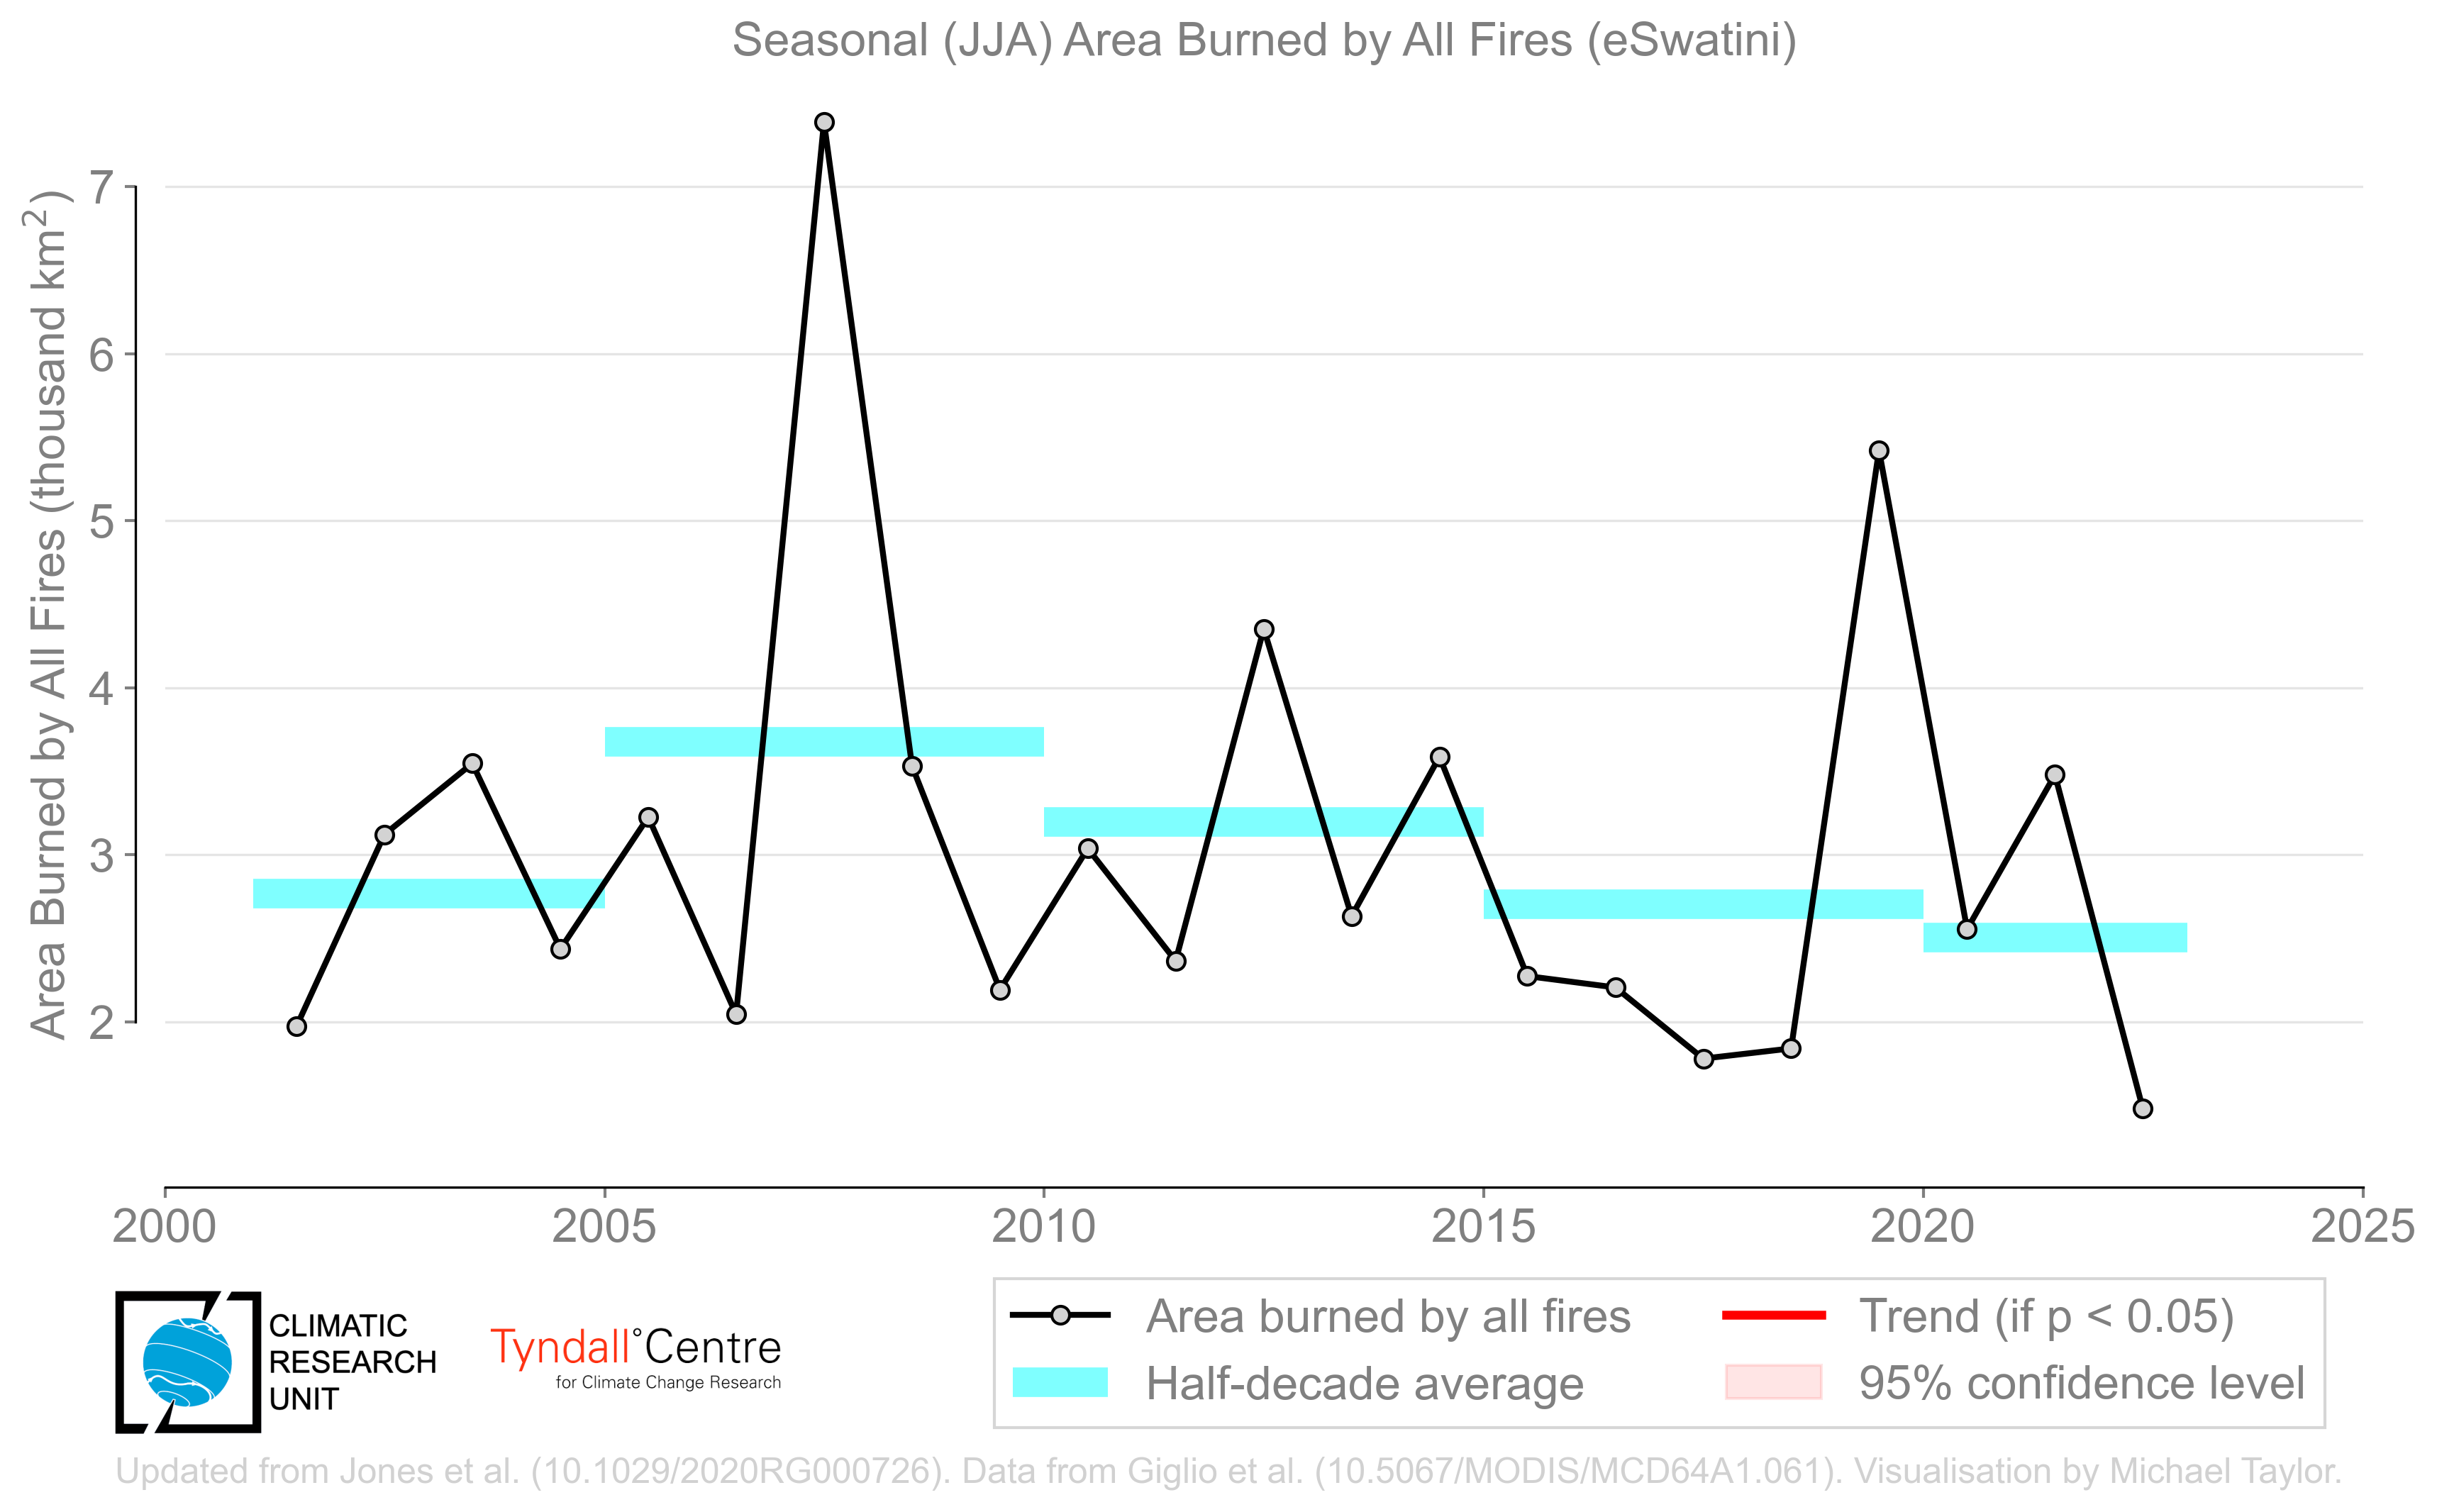 Seasonal (JJA) Area Burned by All Fires (eSwatini)
Area Burned by All Fires (thousand km²)
7
6
5
4
3
2
2000 2005 2010 2015 2020 2025
CLIMATIC
RESEARCH
UNIT
Tyndall°Centre
for Climate Change Research
Area burned by all fires
Half-decade average
Trend (if p < 0.05)
95% confidence level
Updated from Jones et al. (10.1029/2020RG000726). Data from Giglio et al. (10.5067/MODIS/MCD64A1.061). Visualisation by Michael Taylor.